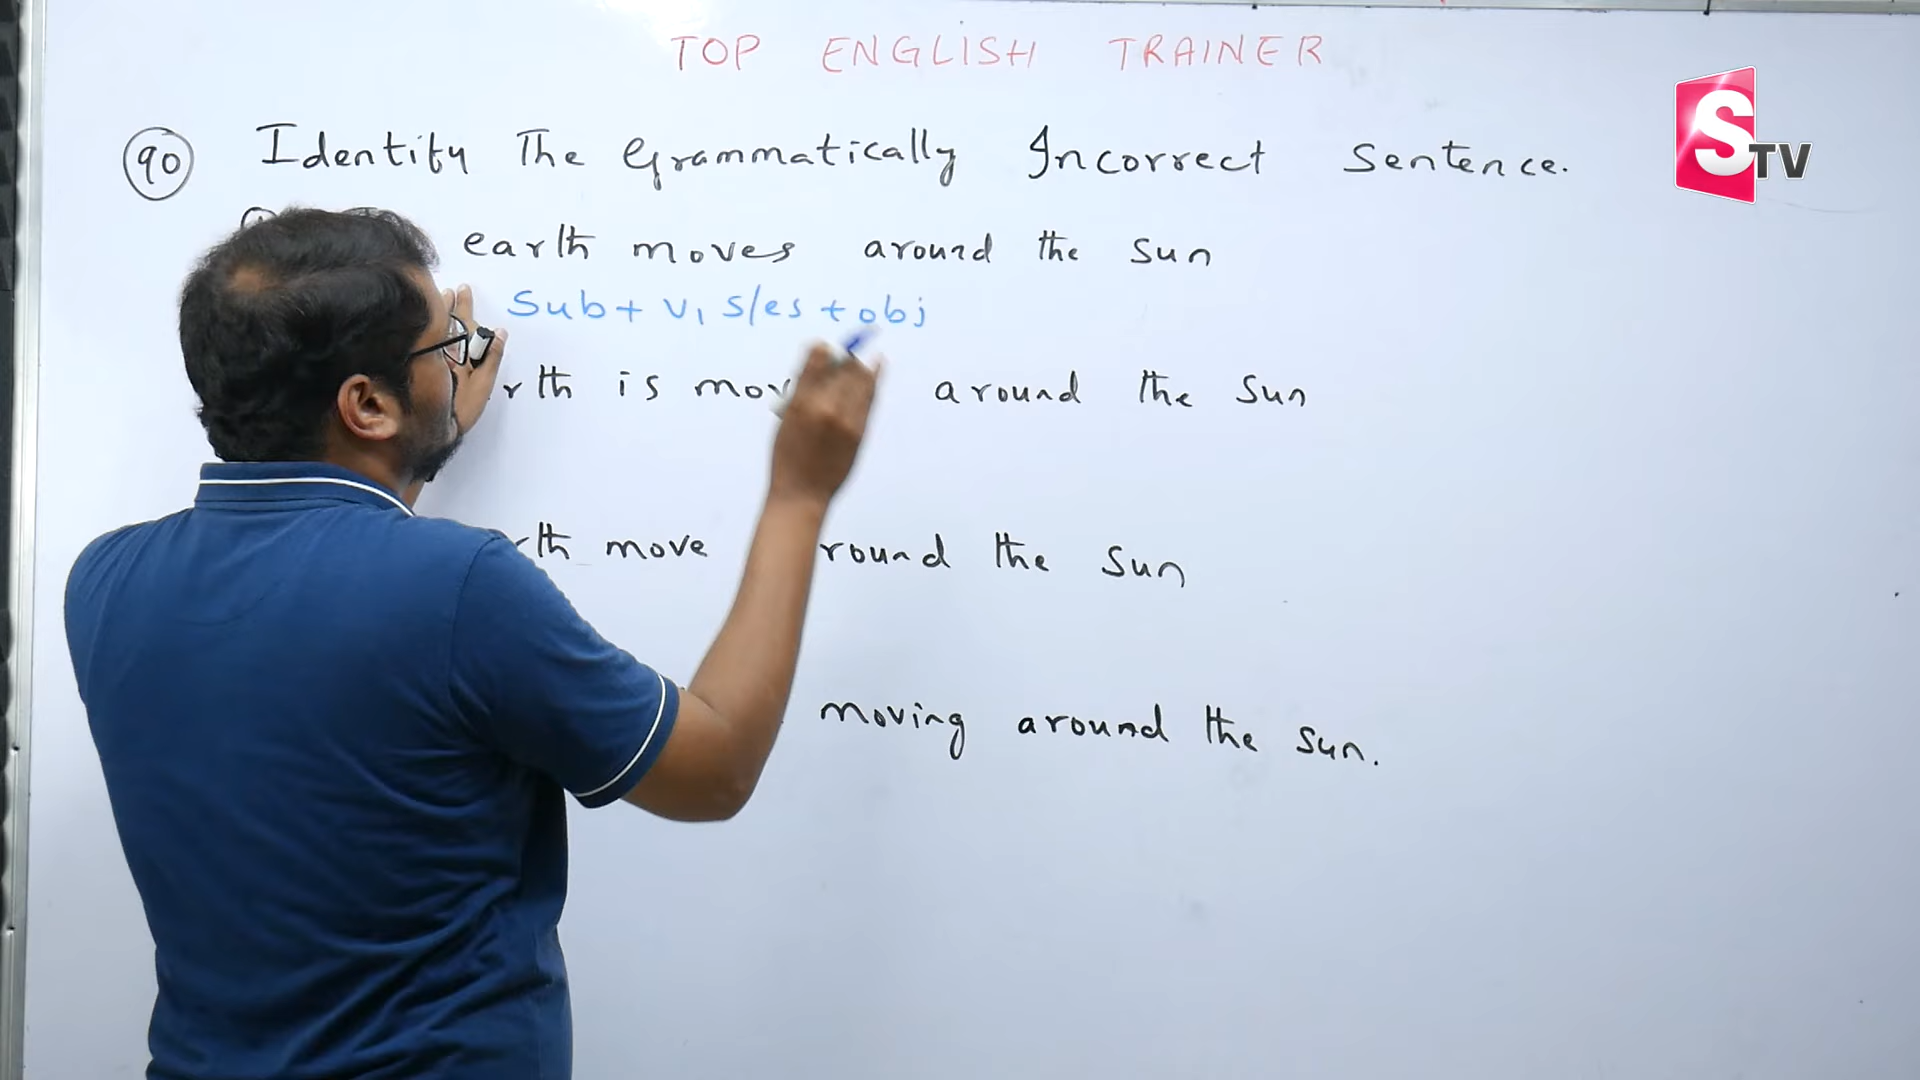 TOP ENGLISH TRAINER
STV
90 Identify The Grammatically Incorrect Sentence.
earth moves around the sun
Sub + V1 s/es + obj
rth is mov around the sun
rth move round the sun
moving around the sun.